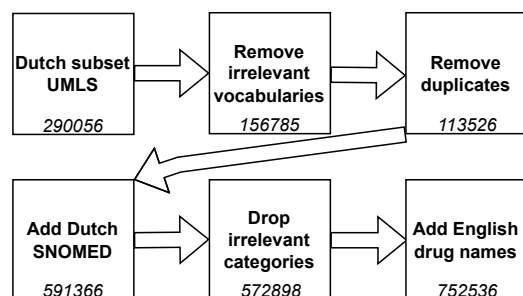 Dutch subset
UMLS
290056
Remove
irrelevant
vocabularies
156785
Remove
duplicates
113526
Add Dutch
SNOMED
591366
Drop
irrelevant
categories
572898
Add English
drug names
752536